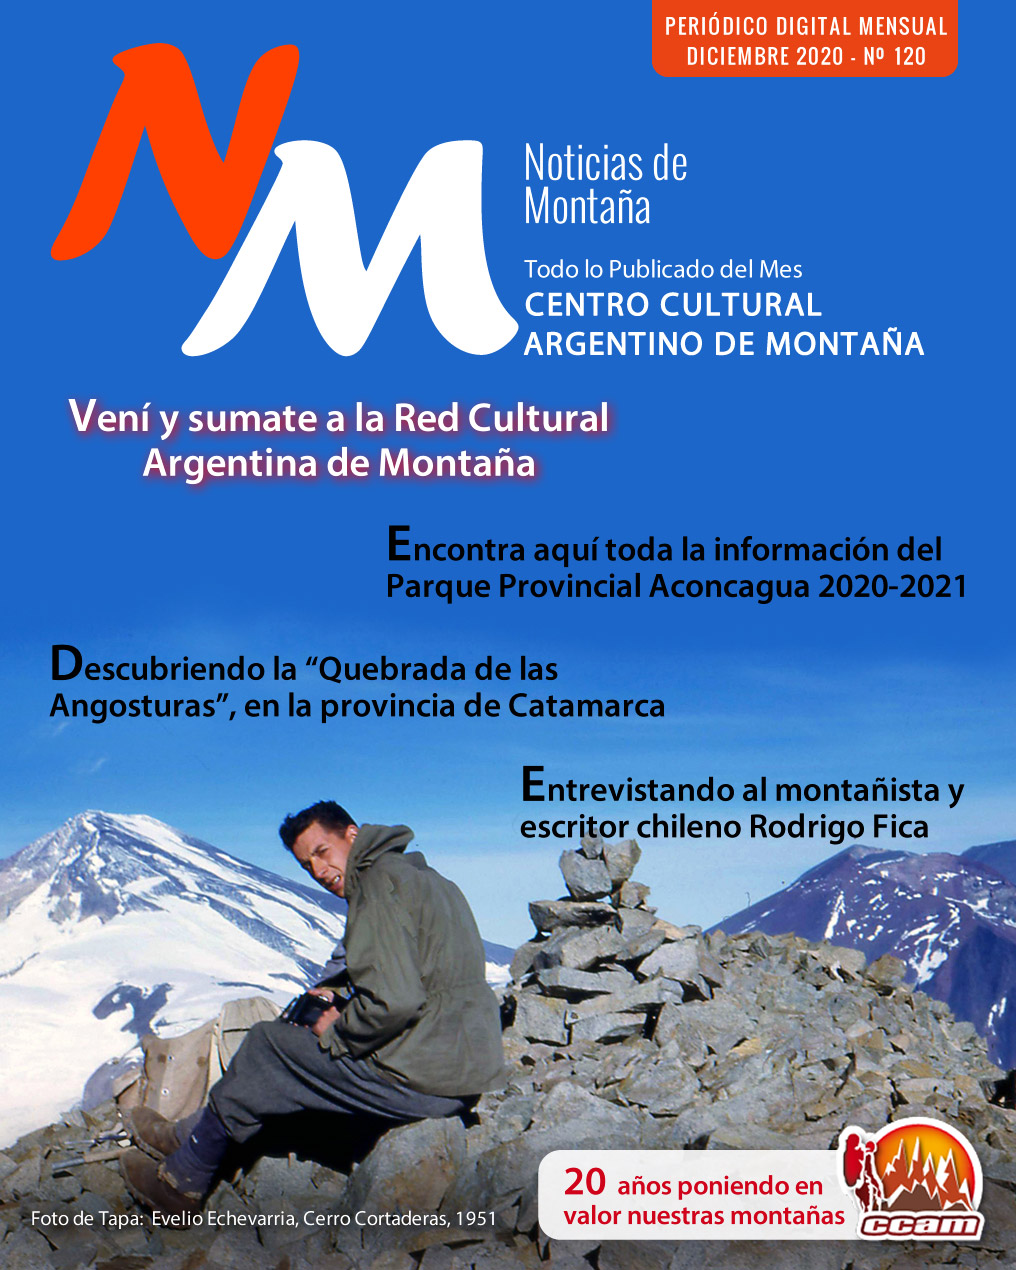 PERIÓDICO DIGITAL MENSUAL
DICIEMBRE 2020 - Nº 120
NM
Noticias de
Montaña
Todo lo Publicado del Mes
CENTRO CULTURAL
ARGENTINO DE MONTAÑA
Vení y sumate a la Red Cultural
Argentina de Montaña
Encontra aquí toda la información del
Parque Provincial Aconcagua 2020-2021
Descubriendo la “Quebrada de las
Angosturas”, en la provincia de Catamarca
Entrevistando al montañista y
escritor chileno Rodrigo Fica
20 años poniendo en
valor nuestras montañas
ccam
Foto de Tapa: Evelio Echevarria, Cerro Cortaderas, 1951